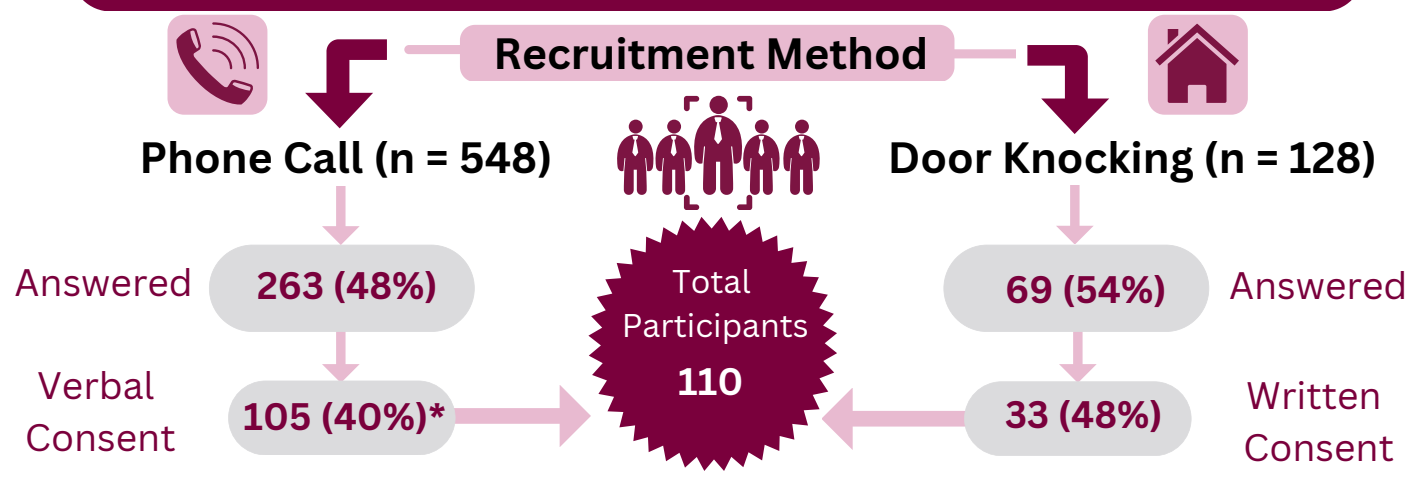 Recruitment Method
Phone Call (n = 548)
Door Knocking (n = 128)
Answered
263 (48%)
Total
Participants
110
69 (54%)
Answered
Verbal
Consent
105 (40%)*
33 (48%)
Written
Consent